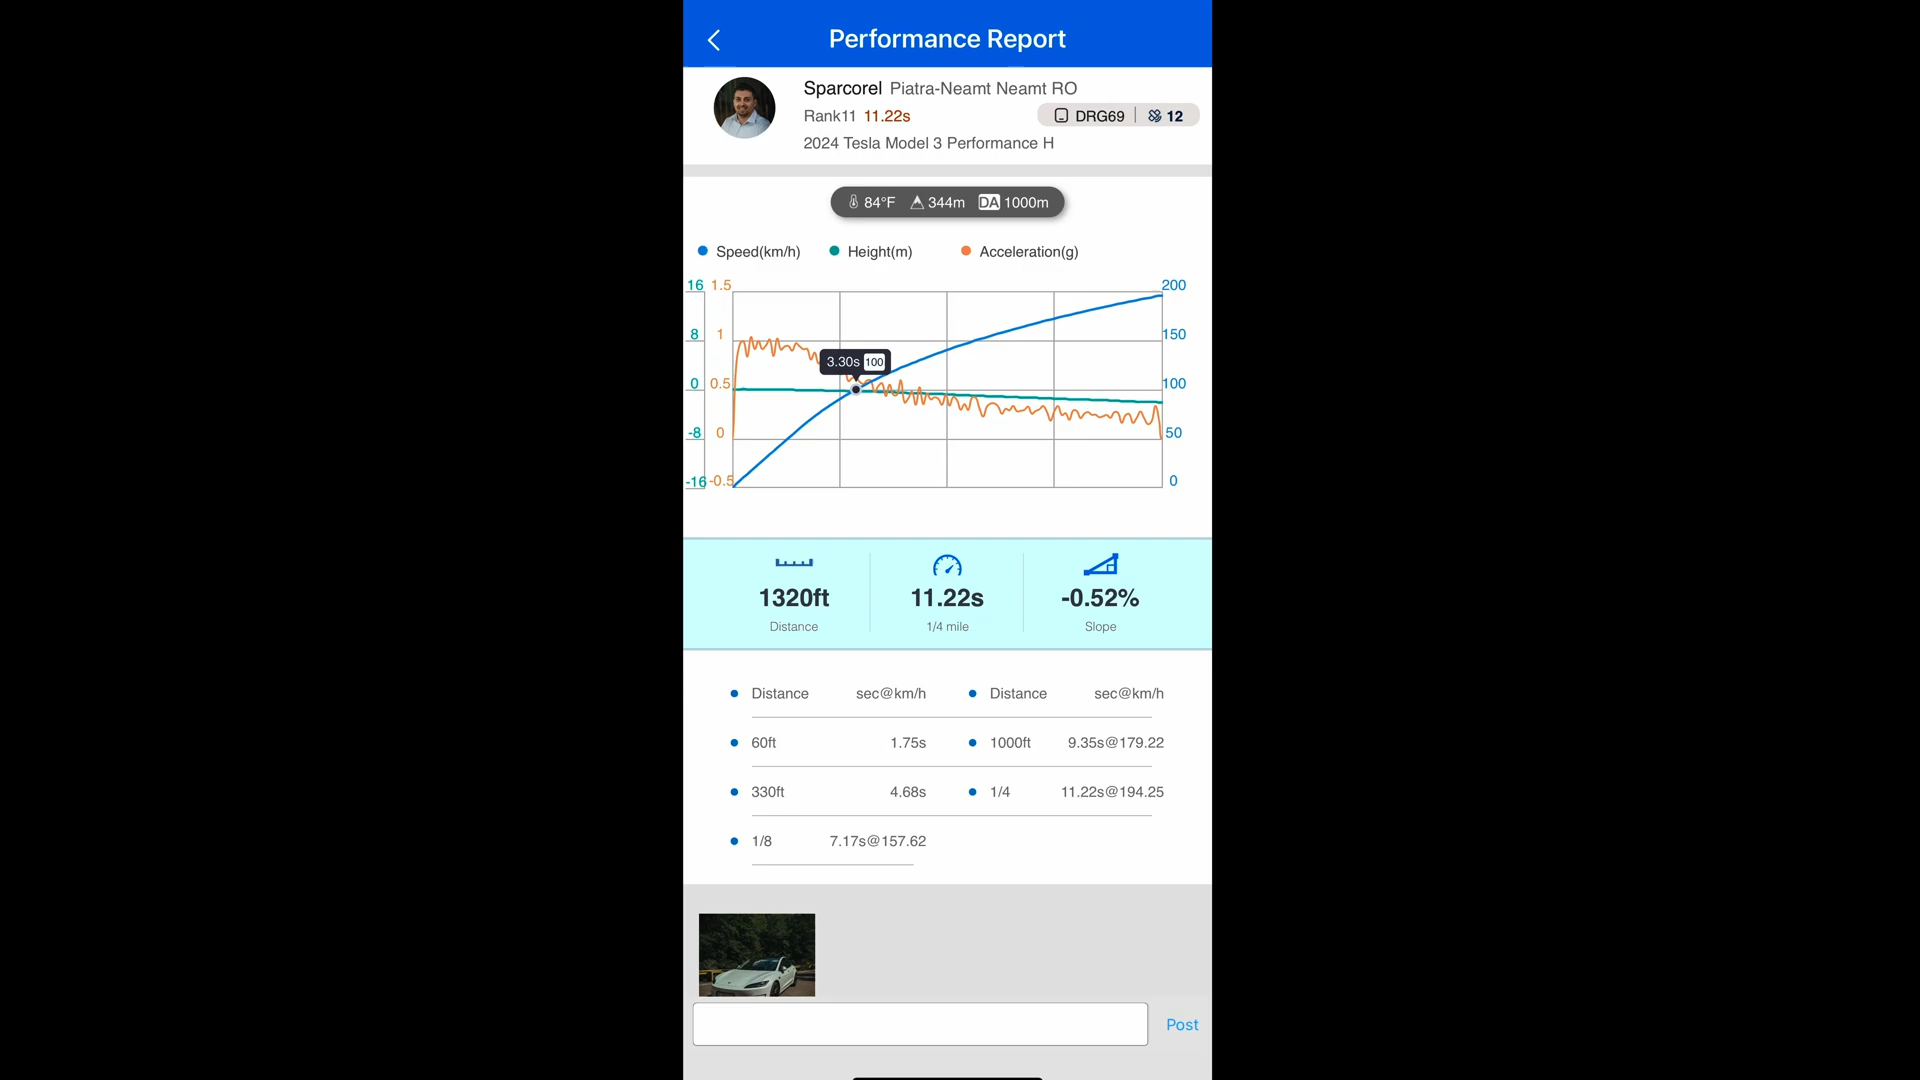 Performance Report
Sparcorel Piatra-Neamt Neamt RO
Rank11 11.22s DRG69 12
2024 Tesla Model 3 Performance H
84°F 344m DA 1000m
Speed(km/h) Height(m) Acceleration(g)
16 1.5 200
8 1 150
3.30s 100
0 0.5 100
-8 0 50
-16 -0.5 0
1320ft 11.22s -0.52%
Distance 1/4 mile Slope
Distance sec@km/h Distance sec@km/h
60ft 1.75s 1000ft 9.35s@179.22
330ft 4.68s 1/4 11.22s@194.25
1/8 7.17s@157.62
Post